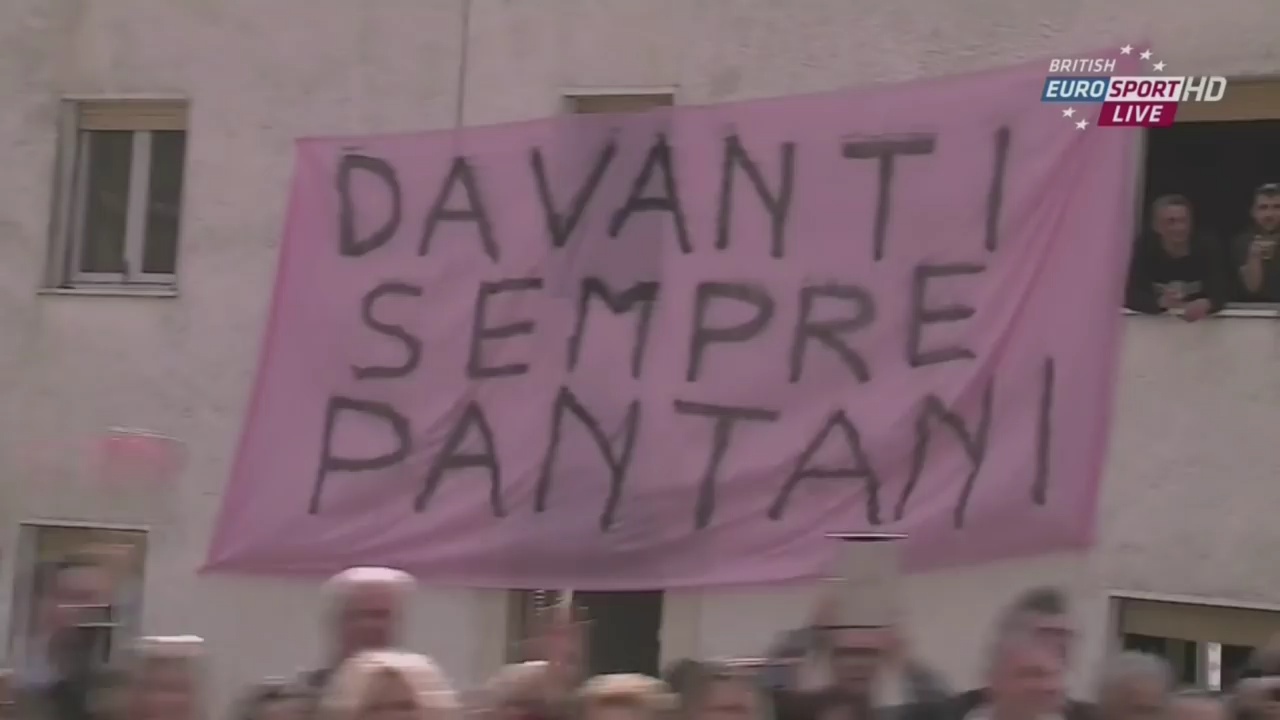 BRITISH
EUROSPORT HD
LIVE
DAVANTI
SEMPRE
PANTANI